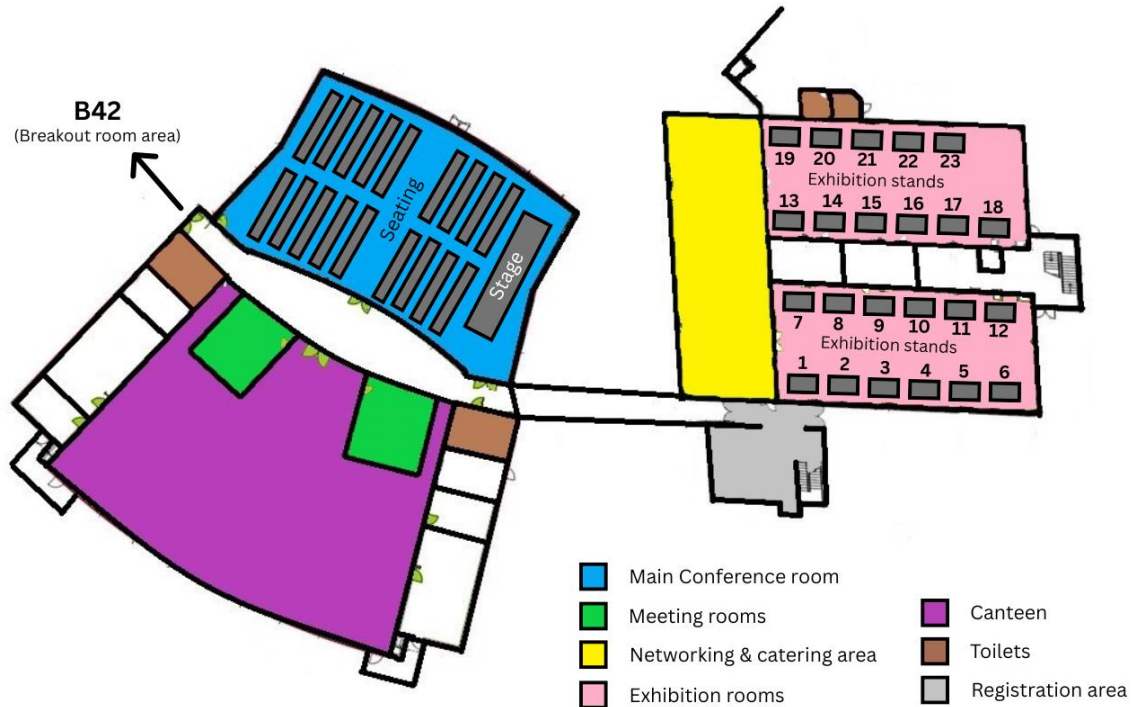 B42
(Breakout room area)
Seating
Stage
19 20 21 22 23
Exhibition stands
13 14 15 16 17 18
7 8 9 10 11 12
Exhibition stands
1 2 3 4 5 6
Main Conference room
Meeting rooms
Networking & catering area
Exhibition rooms
Canteen
Toilets
Registration area